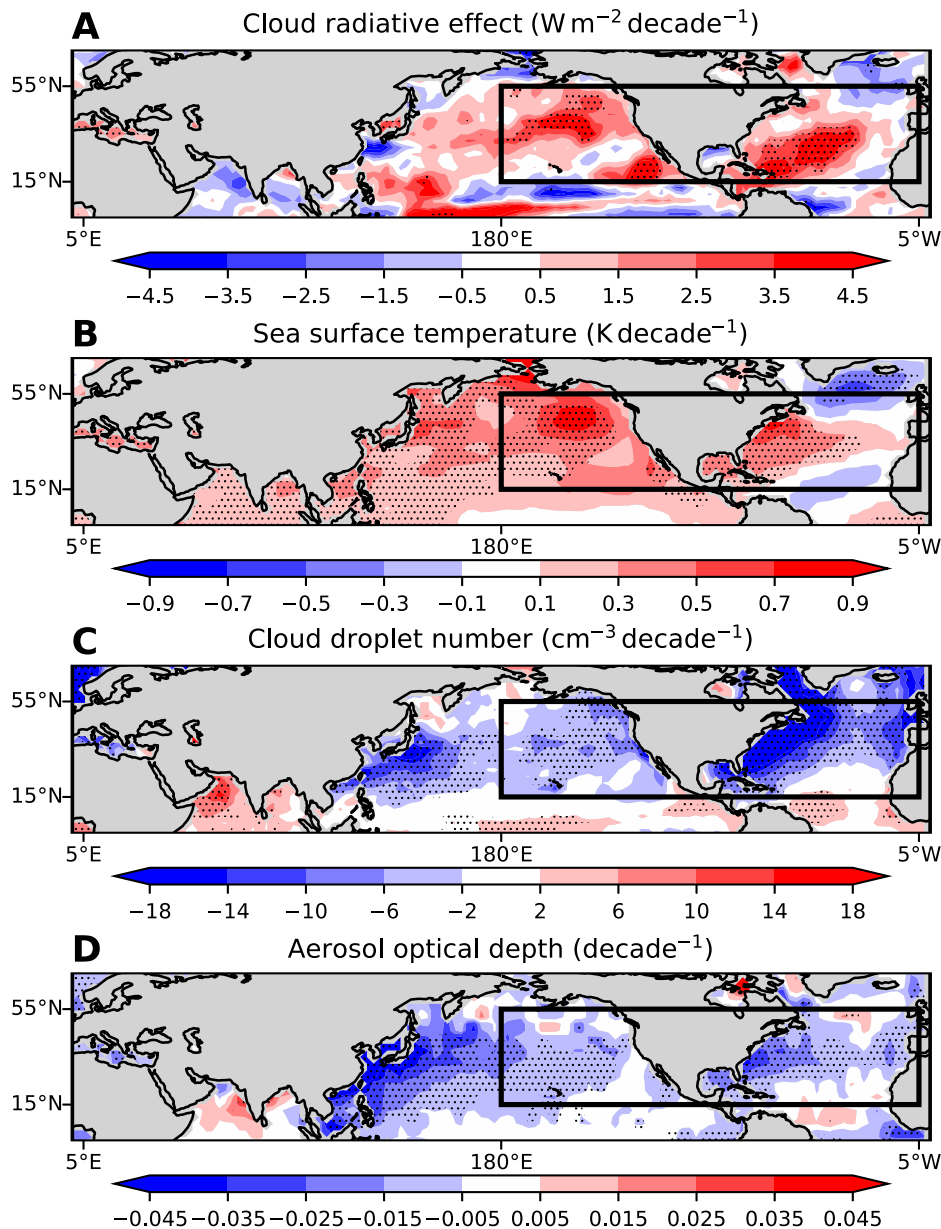 A Cloud radiative effect (W m⁻² decade⁻¹)
55°N
15°N
5°E 180°E 5°W
−4.5 −3.5 −2.5 −1.5 −0.5 0.5 1.5 2.5 3.5 4.5
B Sea surface temperature (K decade⁻¹)
55°N
15°N
5°E 180°E 5°W
−0.9 −0.7 −0.5 −0.3 −0.1 0.1 0.3 0.5 0.7 0.9
C Cloud droplet number (cm⁻³ decade⁻¹)
55°N
15°N
5°E 180°E 5°W
−18 −14 −10 −6 −2 2 6 10 14 18
D Aerosol optical depth (decade⁻¹)
55°N
15°N
5°E 180°E 5°W
−0.045 −0.035 −0.025 −0.015 −0.005 0.005 0.015 0.025 0.035 0.045